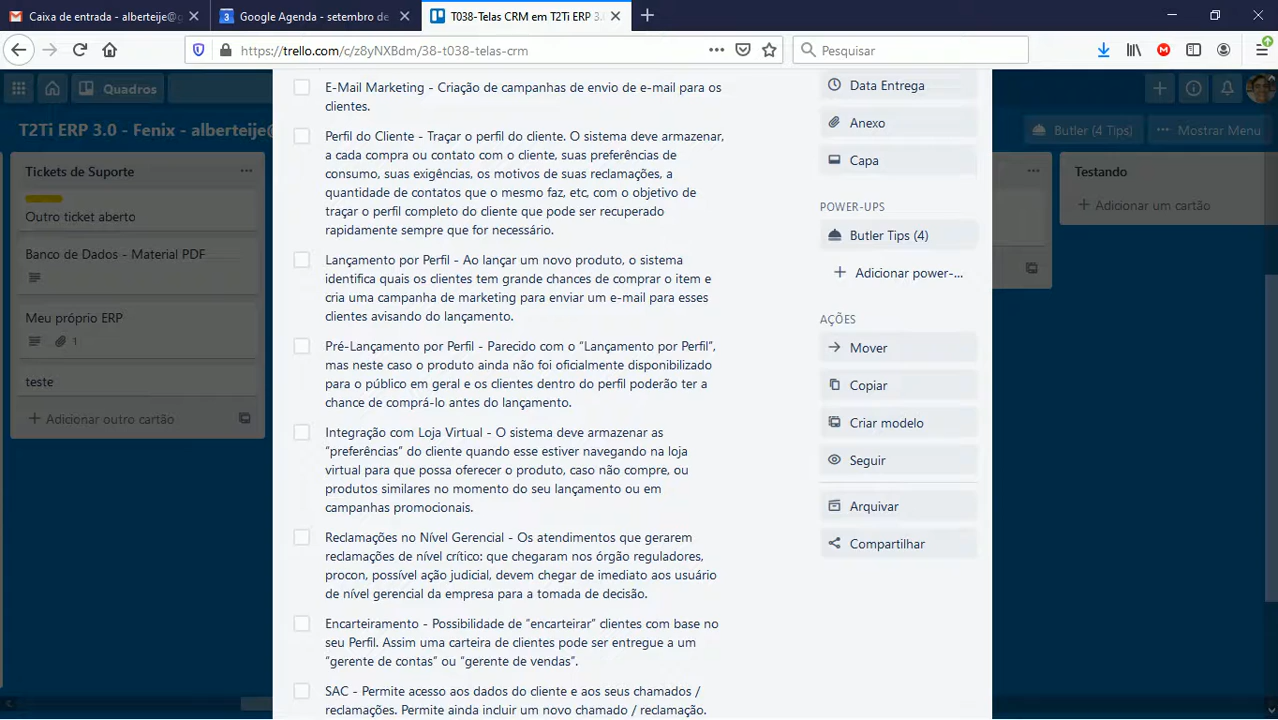 Caixa de entrada - alberteije@g
Google Agenda - setembro de
T038-Telas CRM em T2Ti ERP 3.0
https://trello.com/c/z8yNXBdm/38-t038-telas-crm
Pesquisar
Quadros
T2Ti ERP 3.0 - Fenix - alberteije@
Butler (4 Tips)
Mostrar Menu
Tickets de Suporte
Outro ticket aberto
Banco de Dados - Material PDF
Meu próprio ERP
1
teste
Adicionar outro cartão
E-Mail Marketing - Criação de campanhas de envio de e-mail para os
clientes.
Perfil do Cliente - Traçar o perfil do cliente. O sistema deve armazenar,
a cada compra ou contato com o cliente, suas preferências de
consumo, suas exigências, os motivos de suas reclamações, a
quantidade de contatos que o mesmo faz, etc, com o objetivo de
traçar o perfil completo do cliente que pode ser recuperado
rapidamente sempre que for necessário.
Lançamento por Perfil - Ao lançar um novo produto, o sistema
identifica quais os clientes tem grande chances de comprar o item e
cria uma campanha de marketing para enviar um e-mail para esses
clientes avisando do lançamento.
Pré-Lançamento por Perfil - Parecido com o “Lançamento por Perfil”,
mas neste caso o produto ainda não foi oficialmente disponibilizado
para o público em geral e os clientes dentro do perfil poderão ter a
chance de comprá-lo antes do lançamento.
Integração com Loja Virtual - O sistema deve armazenar as
“preferências” do cliente quando esse estiver navegando na loja
virtual para que possa oferecer o produto, caso não compre, ou
produtos similares no momento do seu lançamento ou em
campanhas promocionais.
Reclamações no Nível Gerencial - Os atendimentos que gerarem
reclamações de nível crítico: que chegaram nos órgão reguladores,
procon, possível ação judicial, devem chegar de imediato aos usuário
de nível gerencial da empresa para a tomada de decisão.
Encarteiramento - Possibilidade de “encarteirar” clientes com base no
seu Perfil. Assim uma carteira de clientes pode ser entregue a um
“gerente de contas” ou “gerente de vendas”.
SAC - Permite acesso aos dados do cliente e aos seus chamados /
reclamações. Permite ainda incluir um novo chamado / reclamação.
Data Entrega
Anexo
Capa
POWER-UPS
Butler Tips (4)
Adicionar power-...
AÇÕES
Mover
Copiar
Criar modelo
Seguir
Arquivar
Compartilhar
Testando
Adicionar um cartão